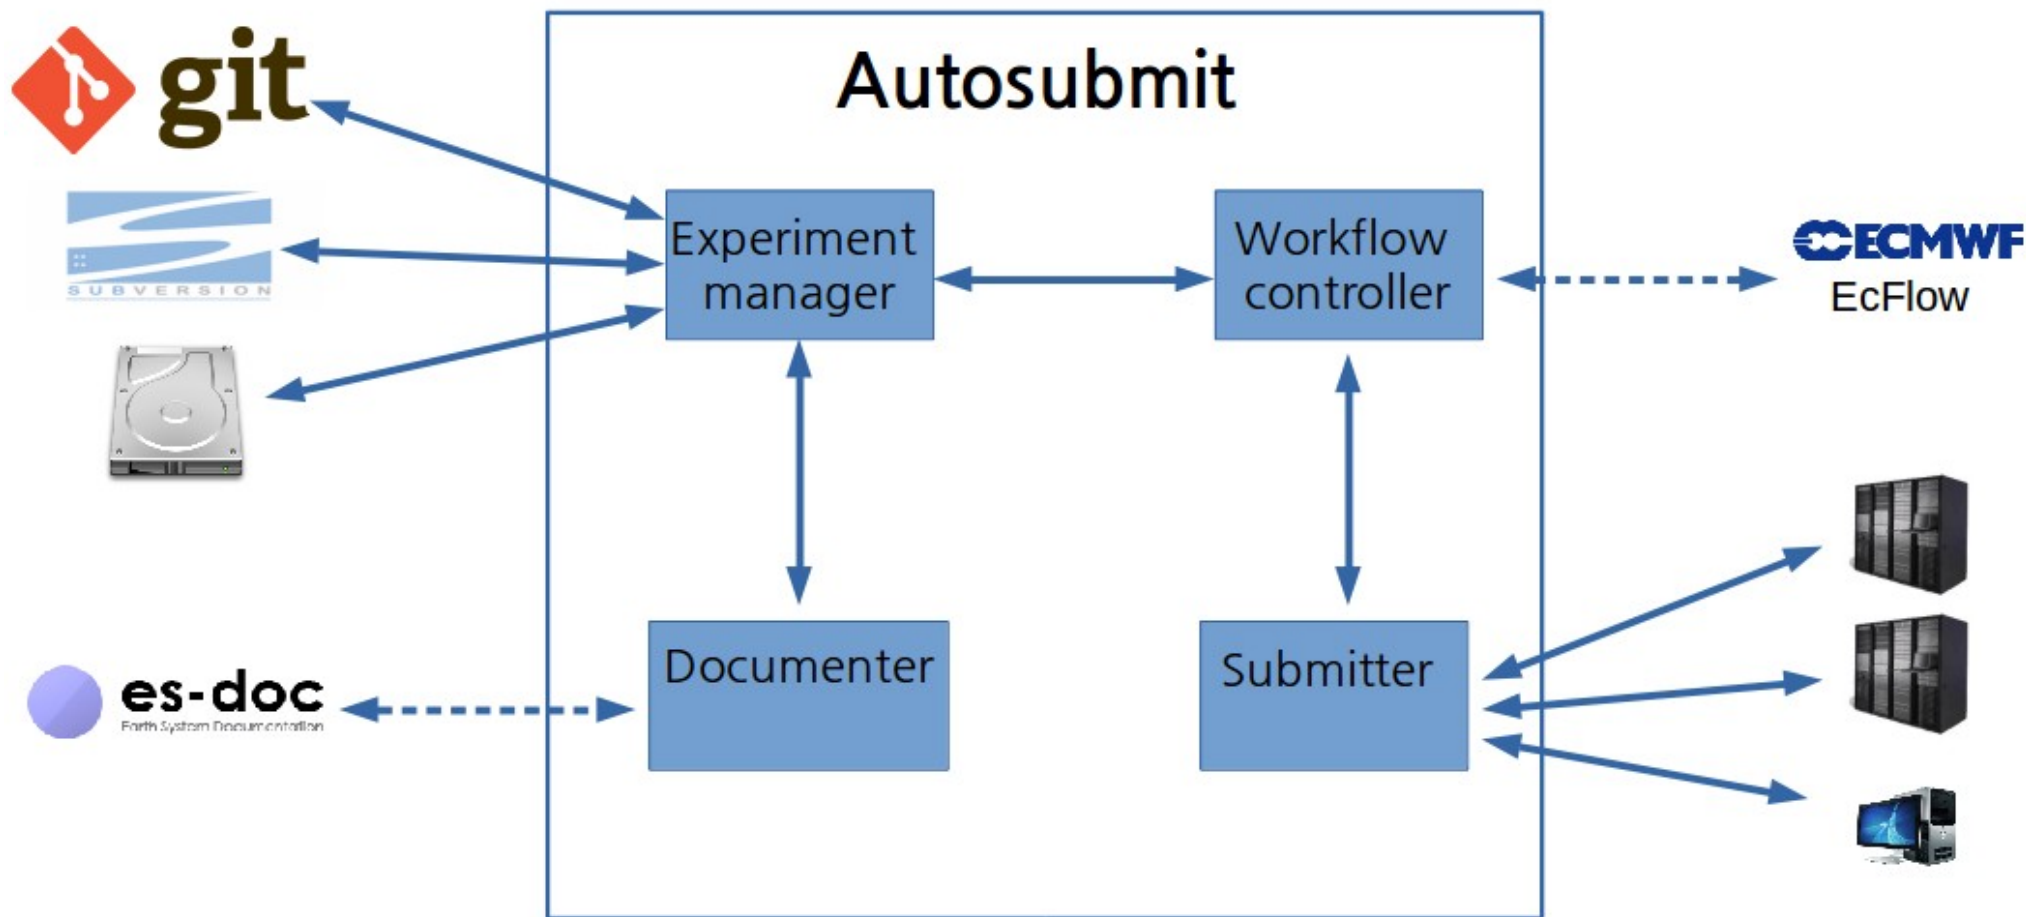 git
Autosubmit
SUBVERSION
Experiment
manager
Workflow
controller
ECMWF
EcFlow
es-doc
Earth System Documentation
Documenter
Submitter